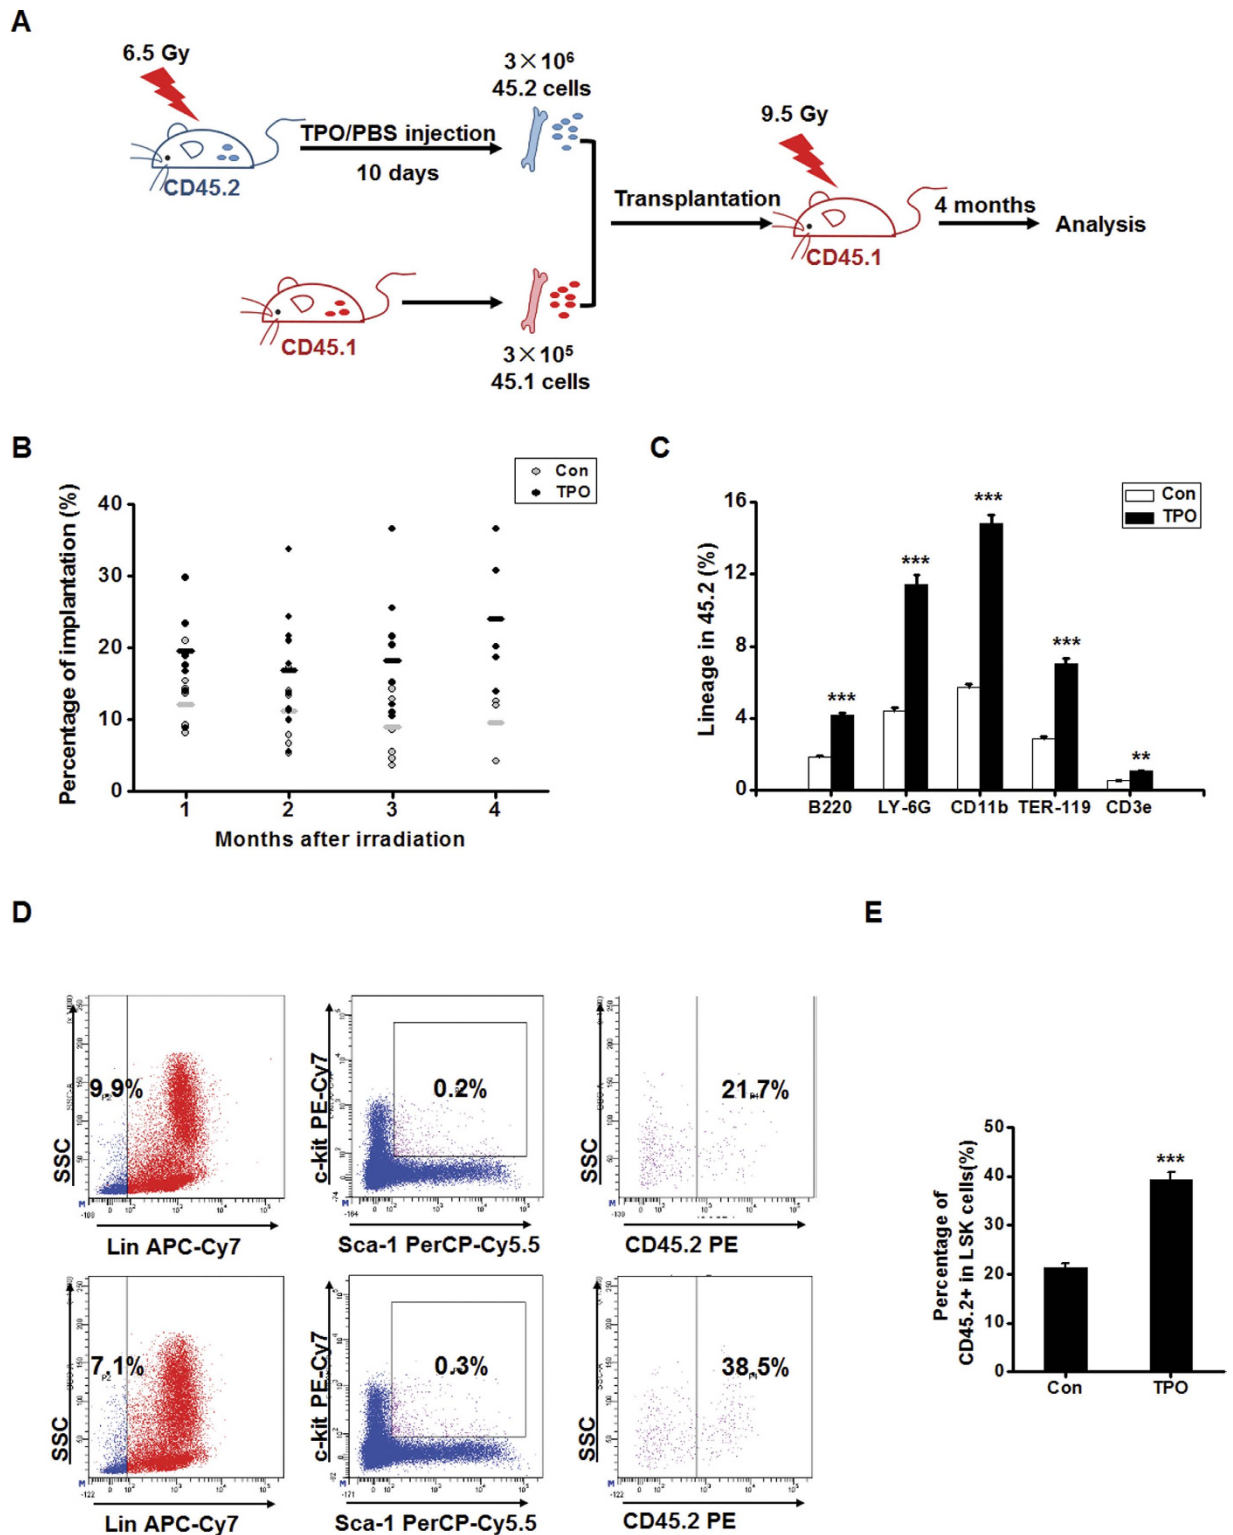 A
6.5 Gy
CD45.2
TPO/PBS injection
10 days
3×10⁶
45.2 cells
CD45.1
3×10⁵
45.1 cells
Transplantation
9.5 Gy
CD45.1
4 months
Analysis
B
Con
TPO
Percentage of implantation (%)
40
30
20
10
0
1 2 3 4
Months after irradiation
C
Con
TPO
Lineage in 45.2 (%)
16
12
8
4
0
*** *** *** *** **
B220 LY-6G CD11b TER-119 CD3e
D
SSC
9.9%
Lin APC-Cy7
c-kit PE-Cy7
0.2%
Sca-1 PerCP-Cy5.5
SSC
21.7%
CD45.2 PE
SSC
7.1%
Lin APC-Cy7
c-kit PE-Cy7
0.3%
Sca-1 PerCP-Cy5.5
SSC
38.5%
CD45.2 PE
E
Percentage of
CD45.2+ in LSK cells(%)
50
40
30
20
10
0
***
Con TPO